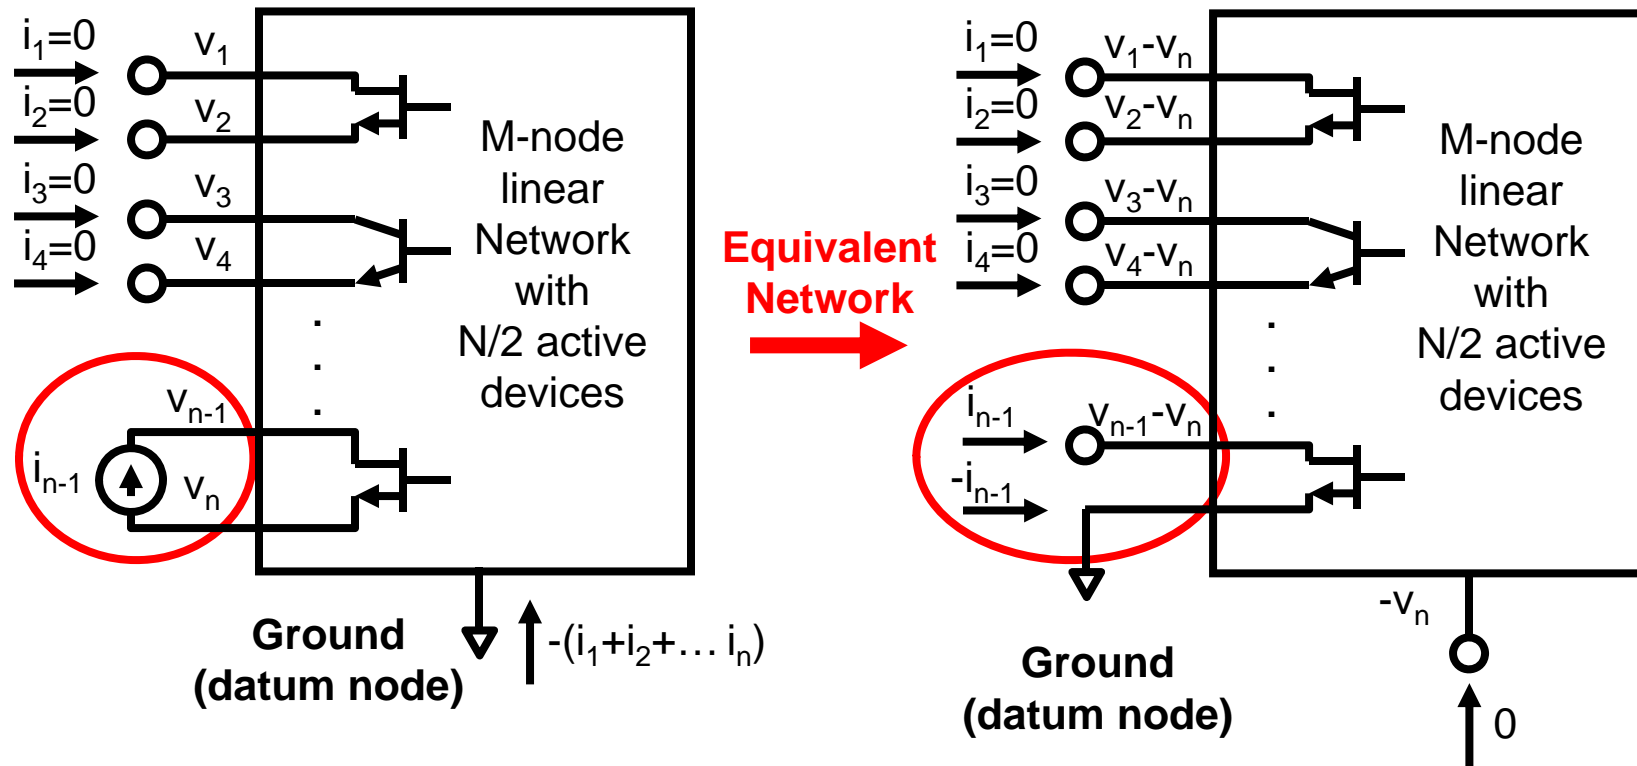 i1=0
v1
i2=0
v2
i3=0
v3
i4=0
v4
M-node
linear
Network
with
N/2 active
devices
.
.
.
vn-1
in-1
vn
Ground
(datum node)
-(i1+i2+… in)
Equivalent
Network
i1=0
v1-vn
i2=0
v2-vn
i3=0
v3-vn
i4=0
v4-vn
M-node
linear
Network
with
N/2 active
devices
.
.
.
in-1
vn-1-vn
-in-1
-vn
Ground
(datum node)
0